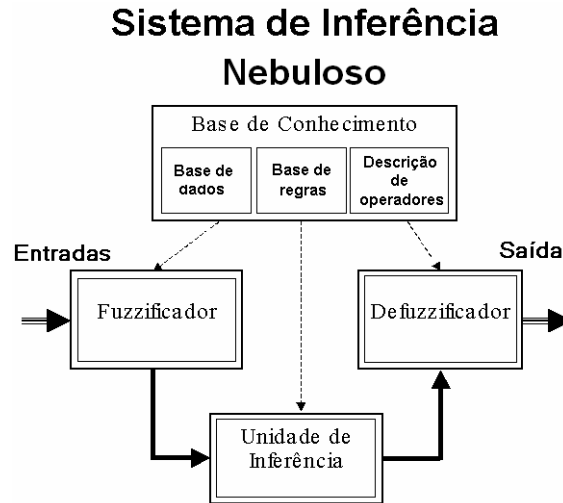 Sistema de Inferência
Nebuloso
Base de Conhecimento
Base de
dados
Base de
regras
Descrição
de
operadores
Entradas
Saída
Fuzzificador
Defuzzificador
Unidade de
Inferência